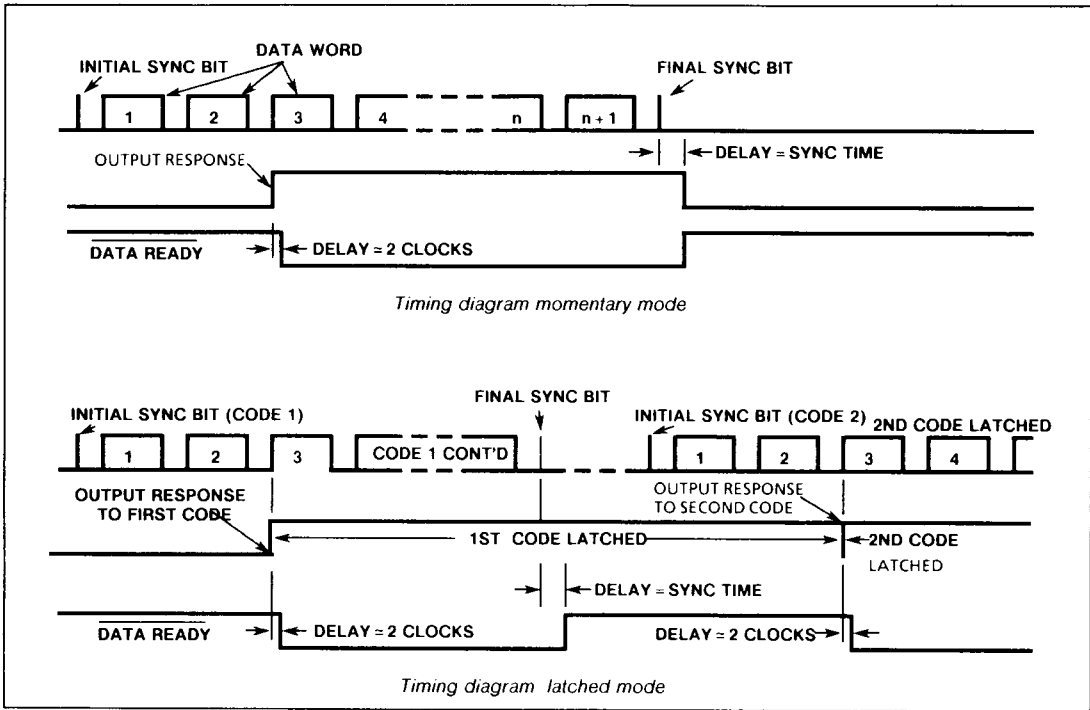 DATA WORD
INITIAL SYNC BIT
FINAL SYNC BIT
1 2 3 4 n n + 1
DELAY = SYNC TIME
OUTPUT RESPONSE
DATA READY
DELAY = 2 CLOCKS
Timing diagram momentary mode
FINAL SYNC BIT
INITIAL SYNC BIT (CODE 1)
INITIAL SYNC BIT (CODE 2)
2ND CODE LATCHED
1 2 3 CODE 1 CONT'D 1 2 3 4
OUTPUT RESPONSE
TO FIRST CODE
OUTPUT RESPONSE
TO SECOND CODE
1ST CODE LATCHED
2ND CODE
LATCHED
DELAY = SYNC TIME
DATA READY
DELAY = 2 CLOCKS
DELAY = 2 CLOCKS
Timing diagram latched mode